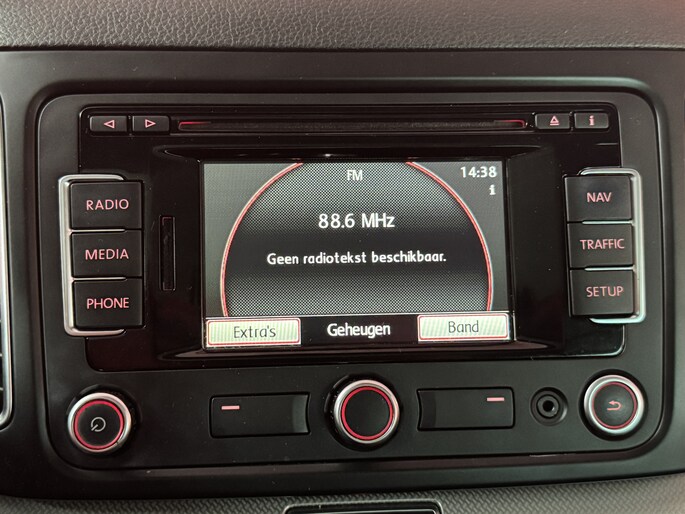 FM
14:38
i
i
88.6 MHz
Geen radiotekst beschikbaar.
Extra's
Geheugen
Band
RADIO
MEDIA
PHONE
NAV
TRAFFIC
SETUP